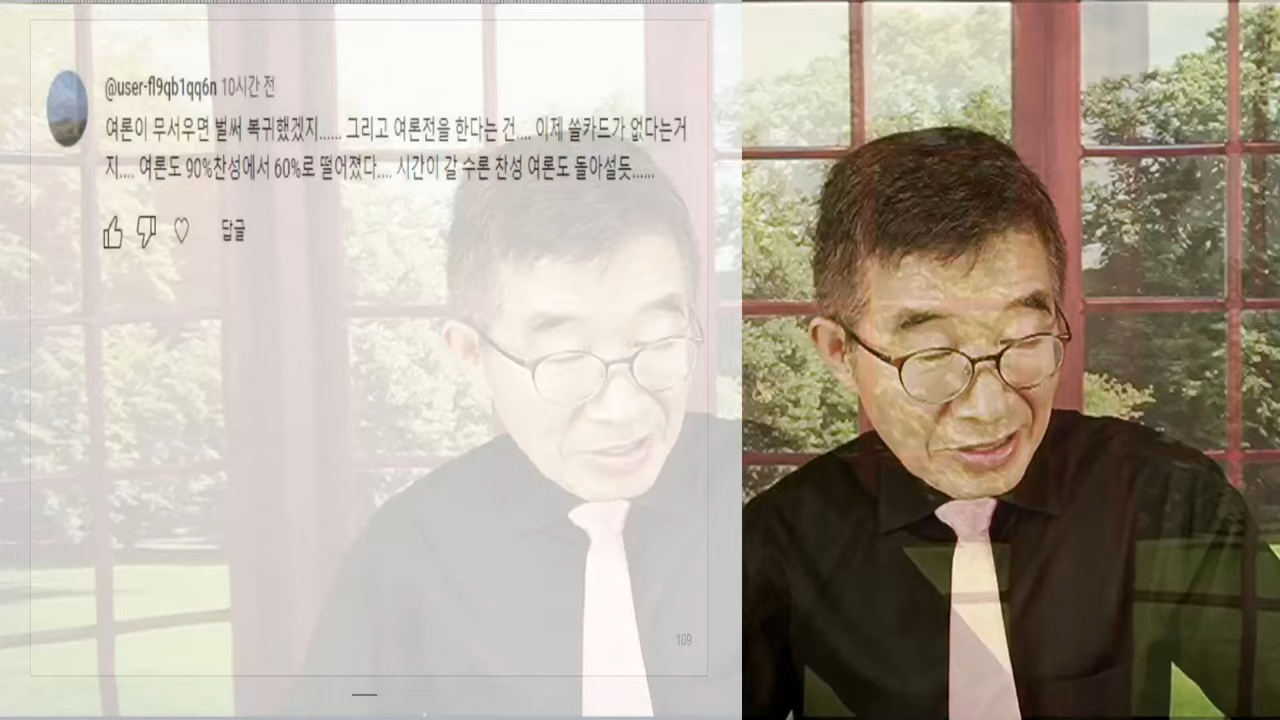 @user-fl9qb1qq6n 10시간 전
여론이 무서우면 벌써 복귀했겠지...... 그리고 여론전을 한다는 건.... 이제 쓸카드가 없다는거
지.... 여론도 90%찬성에서 60%로 떨어졌다.... 시간이 갈 수론 찬성 여론도 돌아설듯......
답글
109